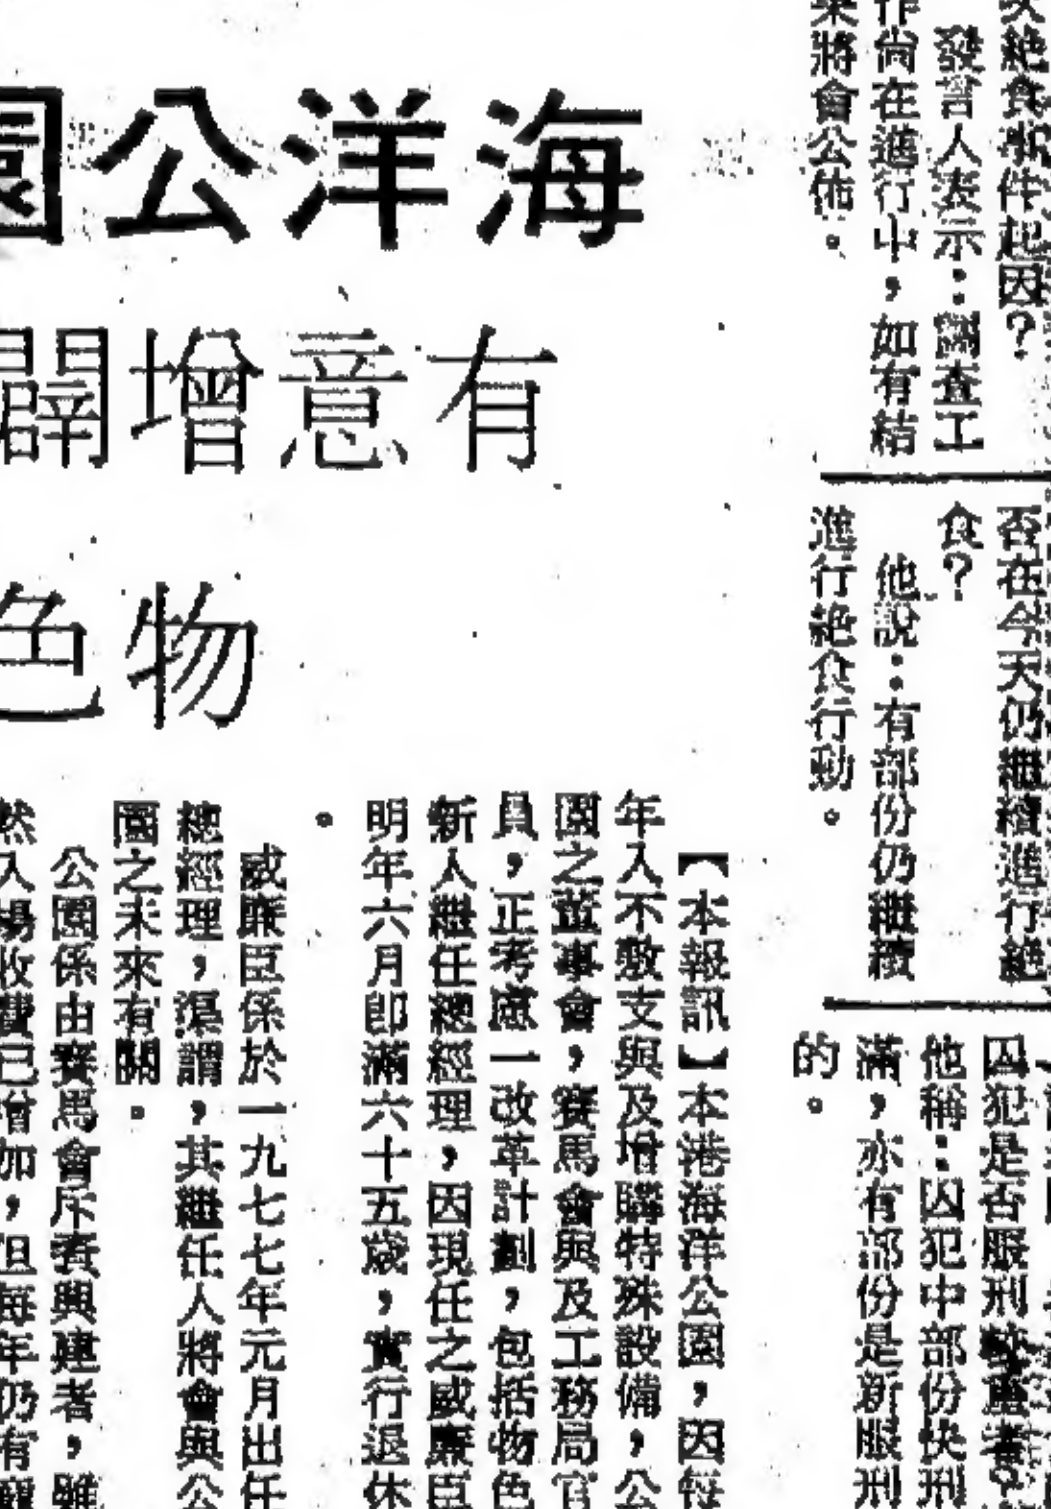 絕食事件起因？
發言人表示：調查工
作尚在進行中，如有結
果將會公佈。
否在今天仍繼續進行絕
食？
他說：有部份仍繼續
進行絕食行動。
囚犯是否服刑
他稱：囚犯中部份快刑
滿，亦有部份是新服刑
的。
海洋公園
有意增闢
物色
【本報訊】本港海洋公園，因每
年入不敷支與及增購特殊設備，公
園之董事會，賽馬會與及工務局官
員，正考慮一改革計劃，包括物色
新人繼任總經理，因現任之威廉臣
明年六月即滿六十五歲，實行退休
。
威廉臣係於一九七七年元月出任
總經理，渠謂，其繼任人將會與公
園之未來有關。
公園係由賽馬會斥資興建者，雖
然入場收費已增加，但每年仍有